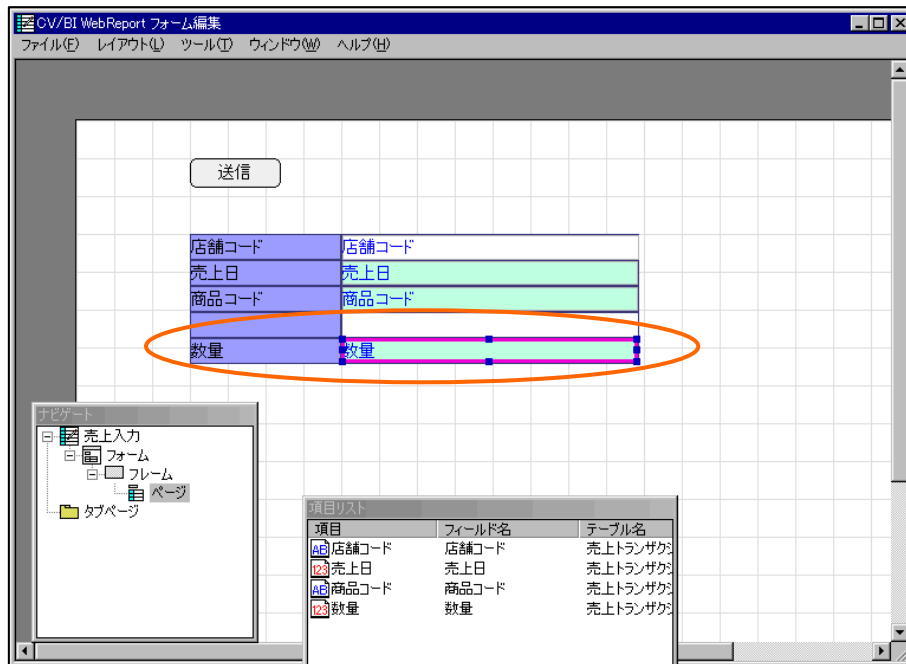 CV/BI WebReport フォーム編集
ファイル(F) レイアウト(L) ツール(T) ウィンドウ(W) ヘルプ(H)
送信
店舗コード 店舗コード
売上日 売上日
商品コード 商品コード
数量 数量
ナビゲート
売上入力
フォーム
フレーム
ページ
タブページ
項目リスト
項目 フィールド名 テーブル名
AB 店舗コード 店舗コード 売上トランザクシ
123 売上日 売上日 売上トランザクシ
AB 商品コード 商品コード 売上トランザクシ
123 数量 数量 売上トランザクシ